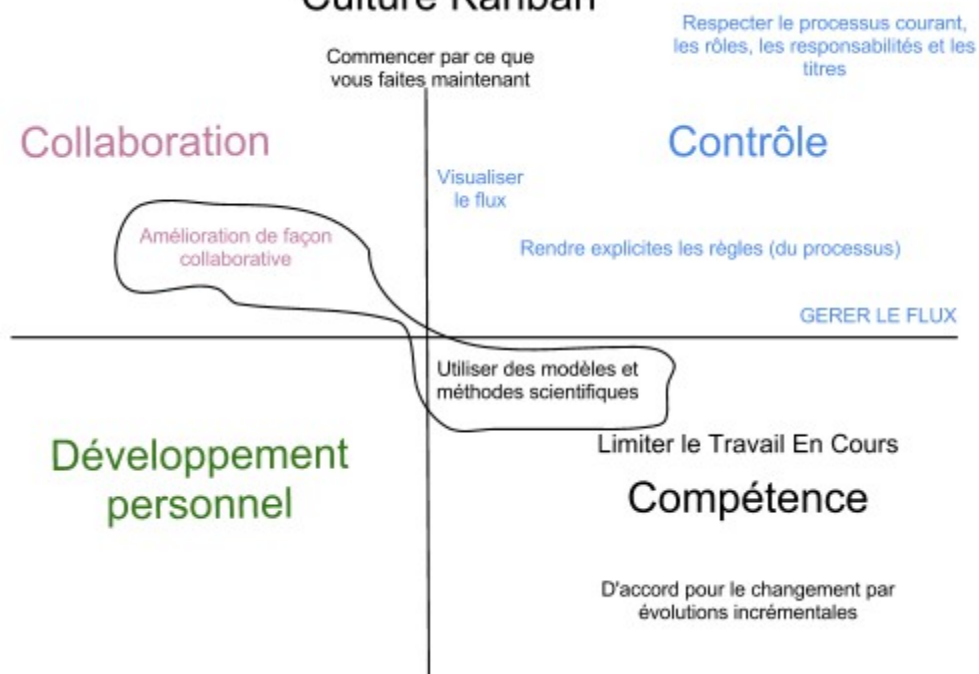 Culture Kanban
Respecter le processus courant,
les rôles, les responsabilités et les
titres
Commencer par ce que
vous faites maintenant
Collaboration
Contrôle
Visualiser
le flux
Amélioration de façon
collaborative
Rendre explicites les règles (du processus)
GERER LE FLUX
Utiliser des modèles et
méthodes scientifiques
Développement
personnel
Limiter le Travail En Cours
Compétence
D'accord pour le changement par
évolutions incrémentales